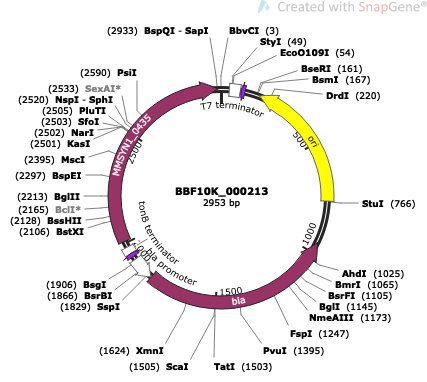 Created with SnapGene®
(2933) BspQI - SapI
BbvCI (3)
StyI (49)
EcoO109I (54)
BseRI (161)
BsmI (167)
DrdI (220)
(2590) PsiI
(2533) SexAI*
(2520) NspI - SphI
(2505) PluTI
(2503) SfoI
(2502) NarI
(2501) KasI
(2395) MscI
(2297) BspEI
(2213) BglII
(2165) BclI*
(2128) BssHII
(2106) BstXI
T7 terminator
MMSYN1_0435
2500
ori
500
BBF10K_000213
2953 bp
StuI (766)
1000
tonB terminator
bla promoter
(1906) BsgI
(1866) BsrBI
(1829) SspI
1500
bla
AhdI (1025)
BmrI (1065)
BsrFI (1105)
BglI (1145)
NmeAIII (1173)
FspI (1247)
PvuI (1395)
(1624) XmnI
(1505) ScaI
TatI (1503)